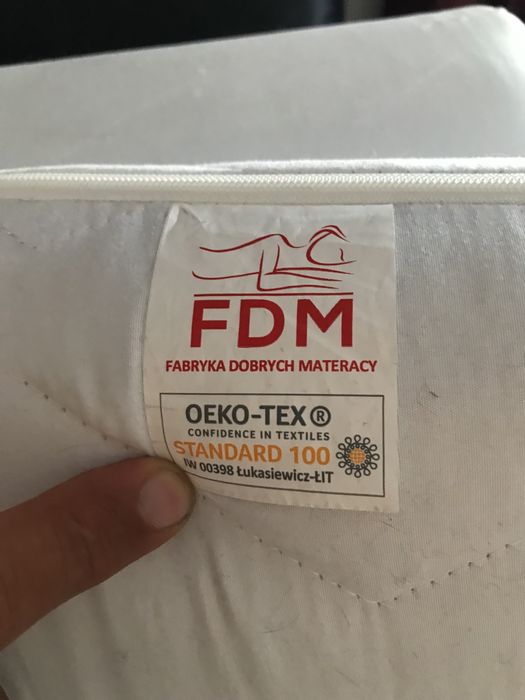 FDM
FABRYKA DOBRYCH MATERACY
OEKO-TEX®
CONFIDENCE IN TEXTILES
STANDARD 100
IW 00398 Łukasiewicz-ŁIT